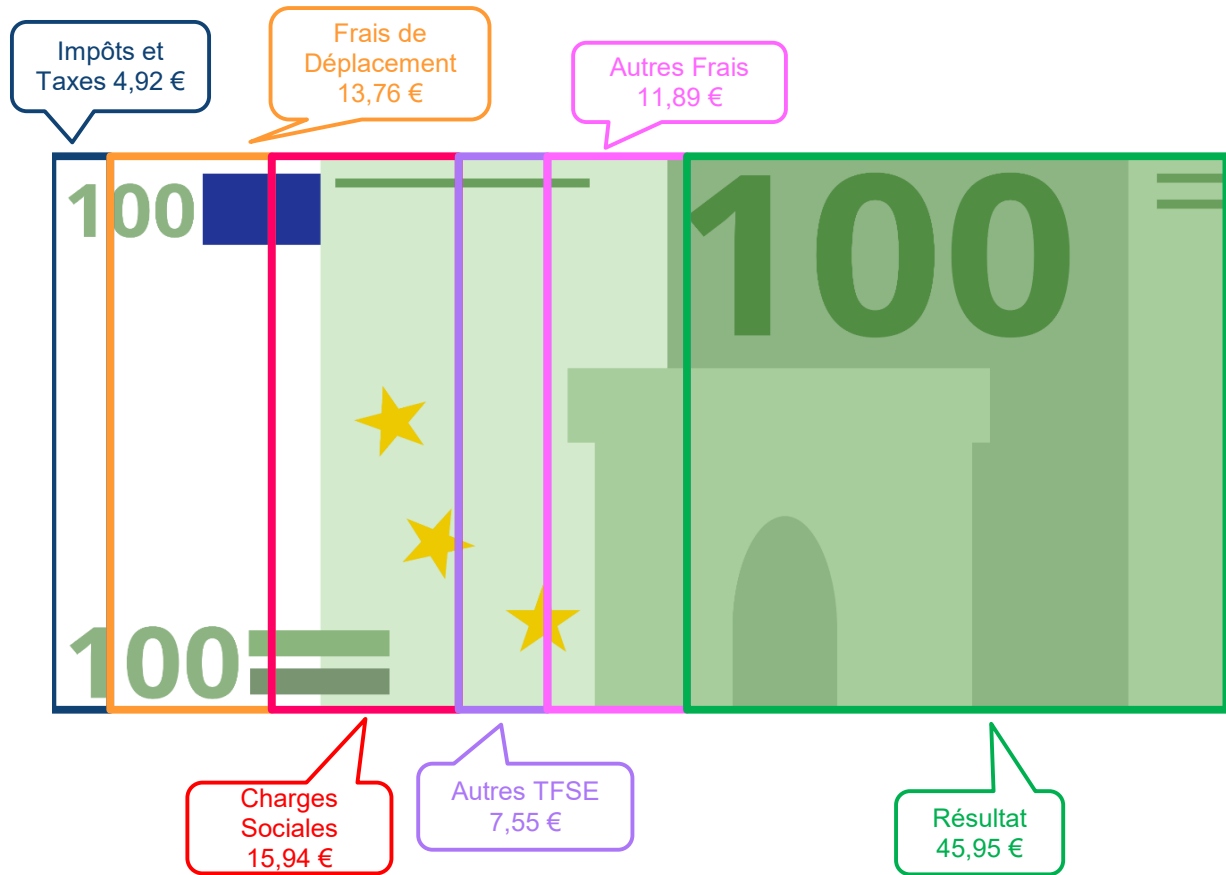 Impôts et
Taxes 4,92 €
Frais de
Déplacement
13,76 €
Autres Frais
11,89 €
100
100
100
Charges
Sociales
15,94 €
Autres TFSE
7,55 €
Résultat
45,95 €